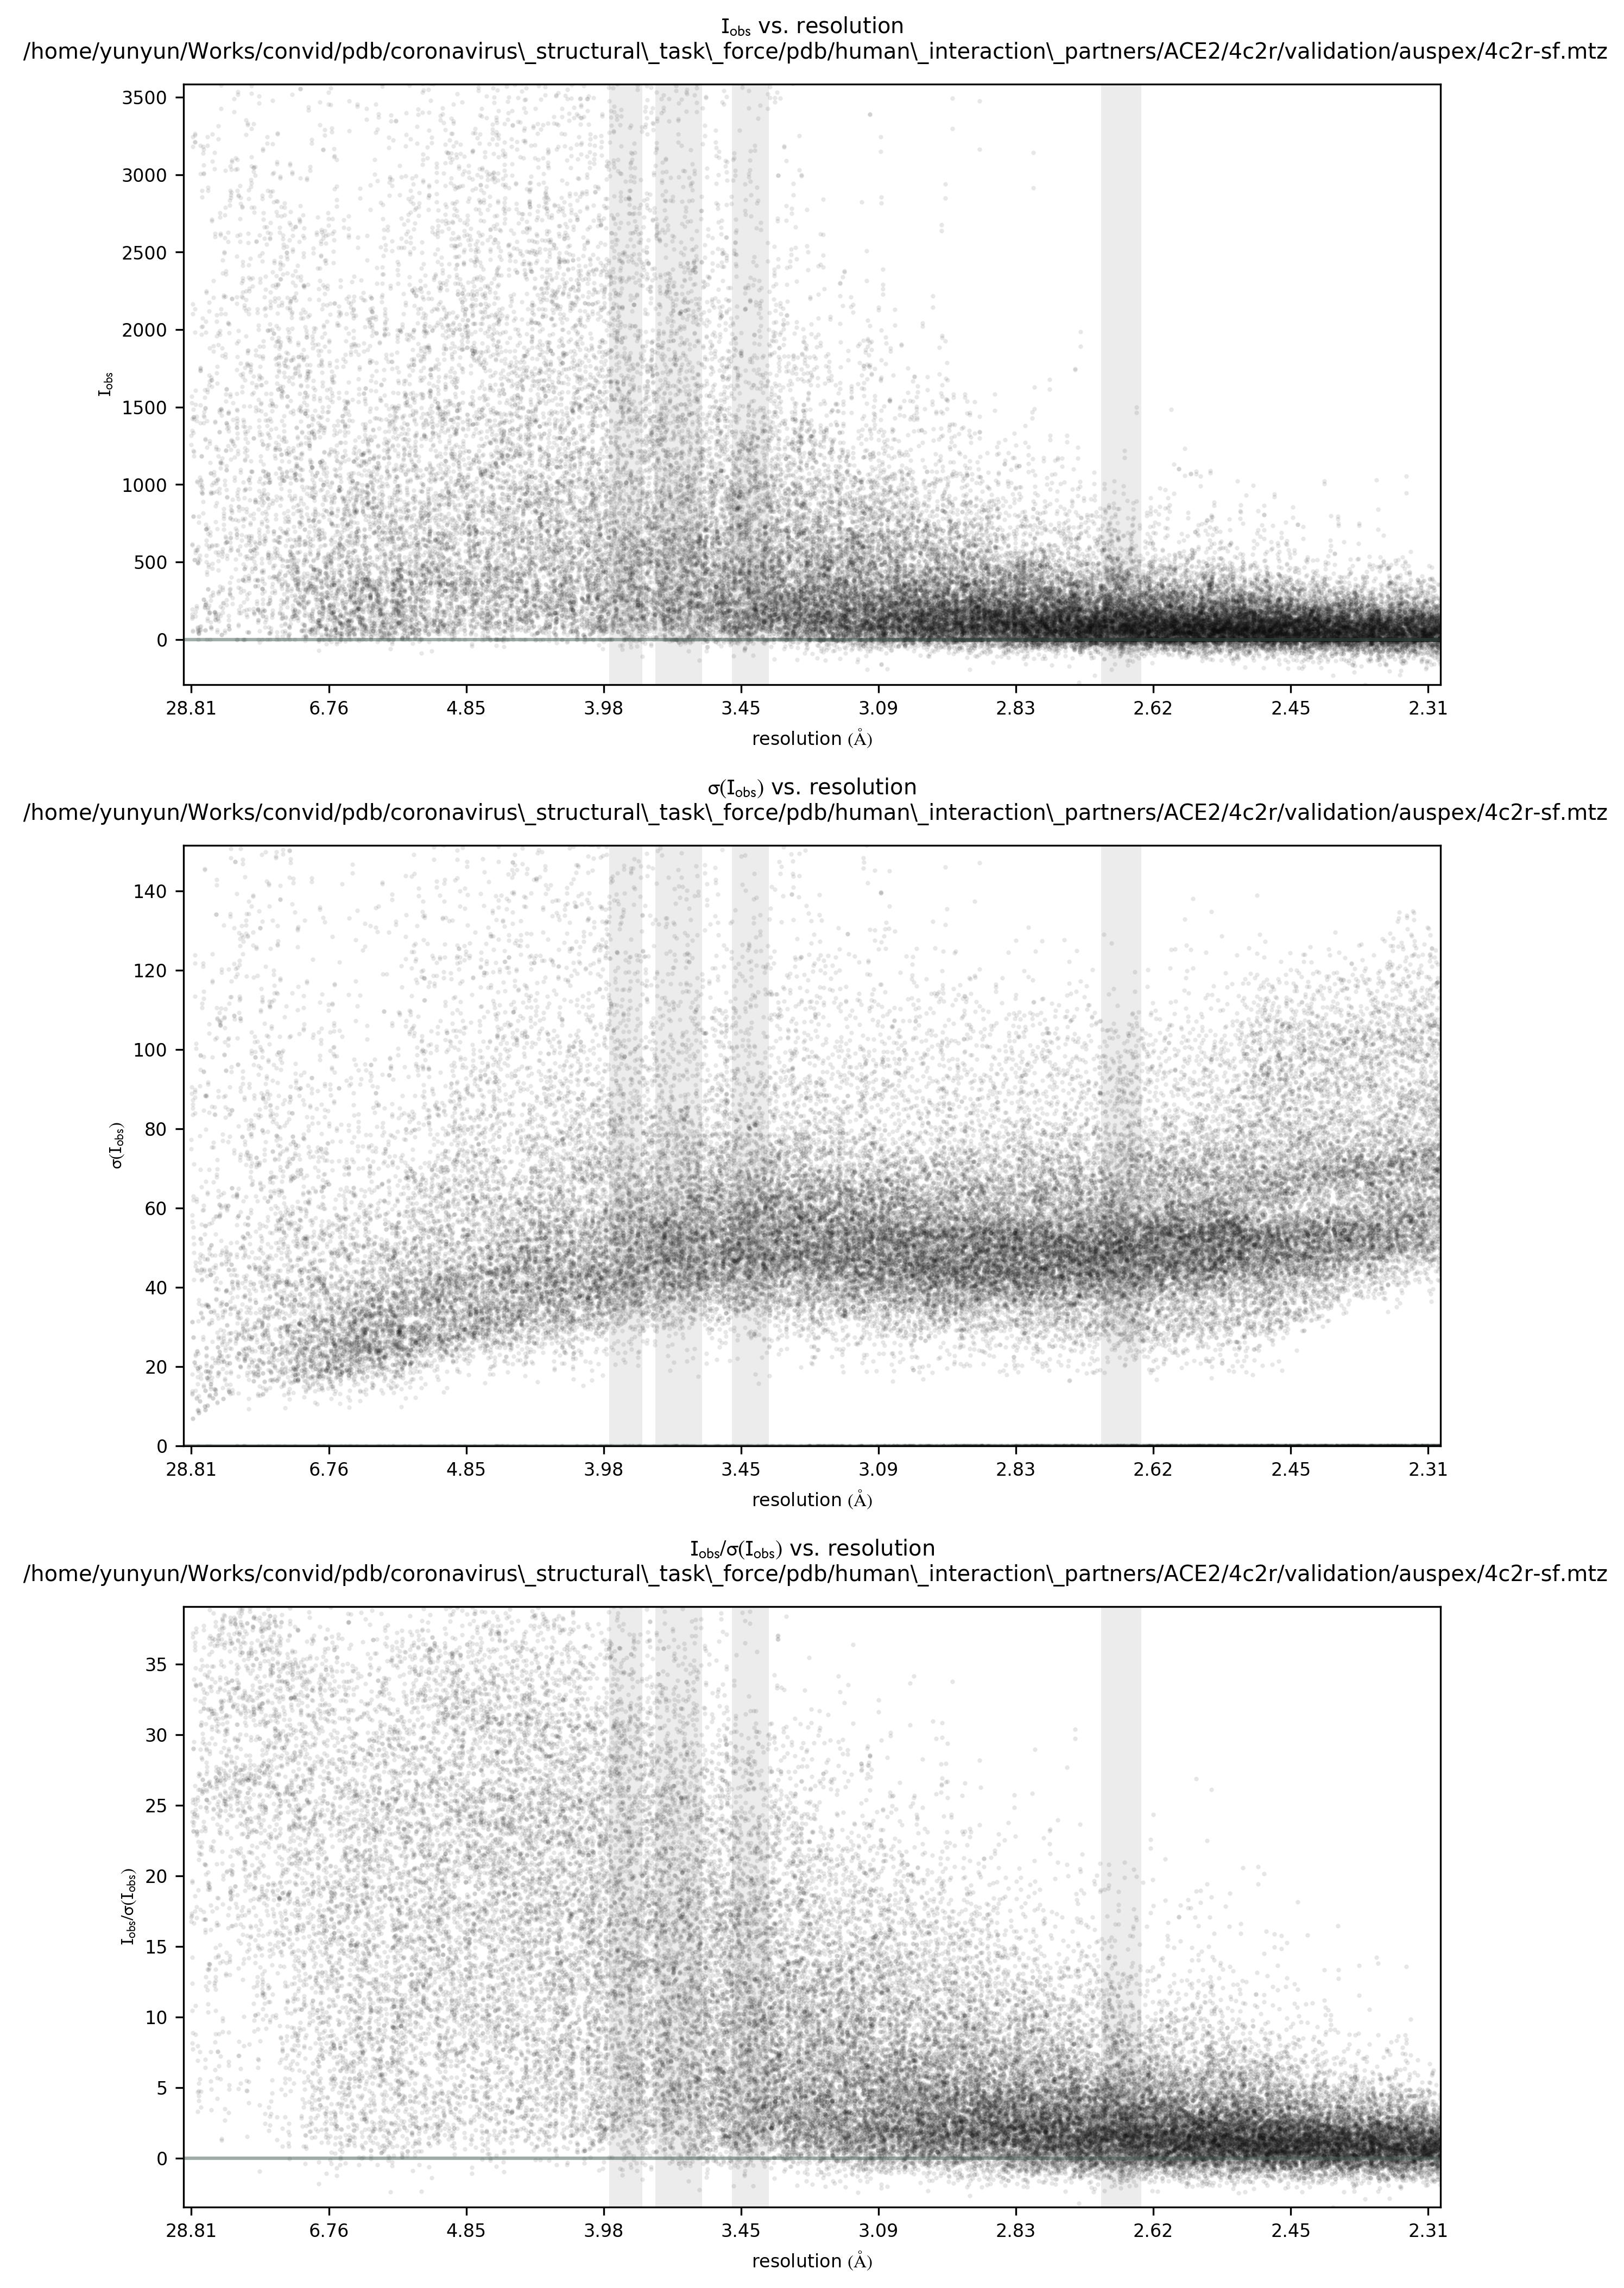 Iobs vs. resolution
/home/yunyun/Works/convid/pdb/coronavirus\_structural\_task\_force/pdb/human\_interaction\_partners/ACE2/4c2r/validation/auspex/4c2r-sf.mtz
3500
3000
2500
2000
1500
1000
500
0
Iobs
28.81 6.76 4.85 3.98 3.45 3.09 2.83 2.62 2.45 2.31
resolution (Å)
σ(Iobs) vs. resolution
/home/yunyun/Works/convid/pdb/coronavirus\_structural\_task\_force/pdb/human\_interaction\_partners/ACE2/4c2r/validation/auspex/4c2r-sf.mtz
140
120
100
80
60
40
20
0
σ(Iobs)
28.81 6.76 4.85 3.98 3.45 3.09 2.83 2.62 2.45 2.31
resolution (Å)
Iobs/σ(Iobs) vs. resolution
/home/yunyun/Works/convid/pdb/coronavirus\_structural\_task\_force/pdb/human\_interaction\_partners/ACE2/4c2r/validation/auspex/4c2r-sf.mtz
35
30
25
20
15
10
5
0
Iobs/σ(Iobs)
28.81 6.76 4.85 3.98 3.45 3.09 2.83 2.62 2.45 2.31
resolution (Å)